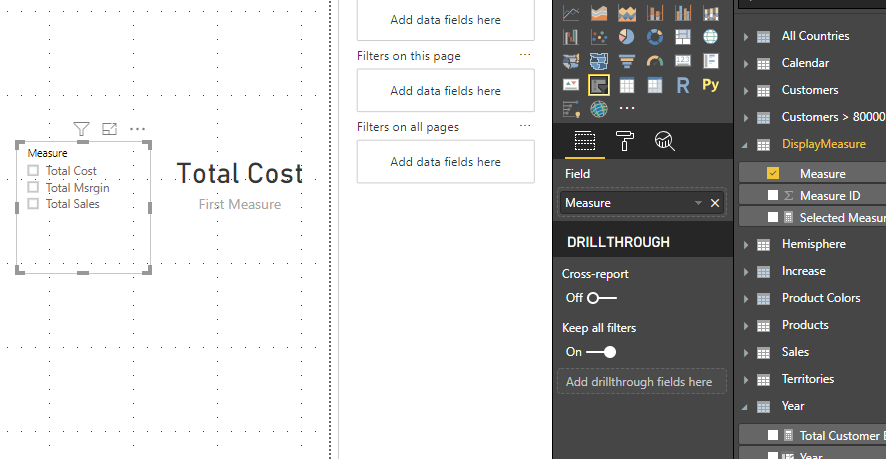 Measure
Total Cost
Total Msrgin
Total Sales
Total Cost
First Measure
Add data fields here
Filters on this page
Add data fields here
Filters on all pages
Add data fields here
123
R
Py
Field
Measure
DRILLTHROUGH
Cross-report
Off
Keep all filters
On
Add drillthrough fields here
All Countries
Calendar
Customers
Customers > 80000
DisplayMeasure
Measure
Σ Measure ID
Selected Measur
Hemisphere
Increase
Product Colors
Products
Sales
Territories
Year
Total Customer
Year